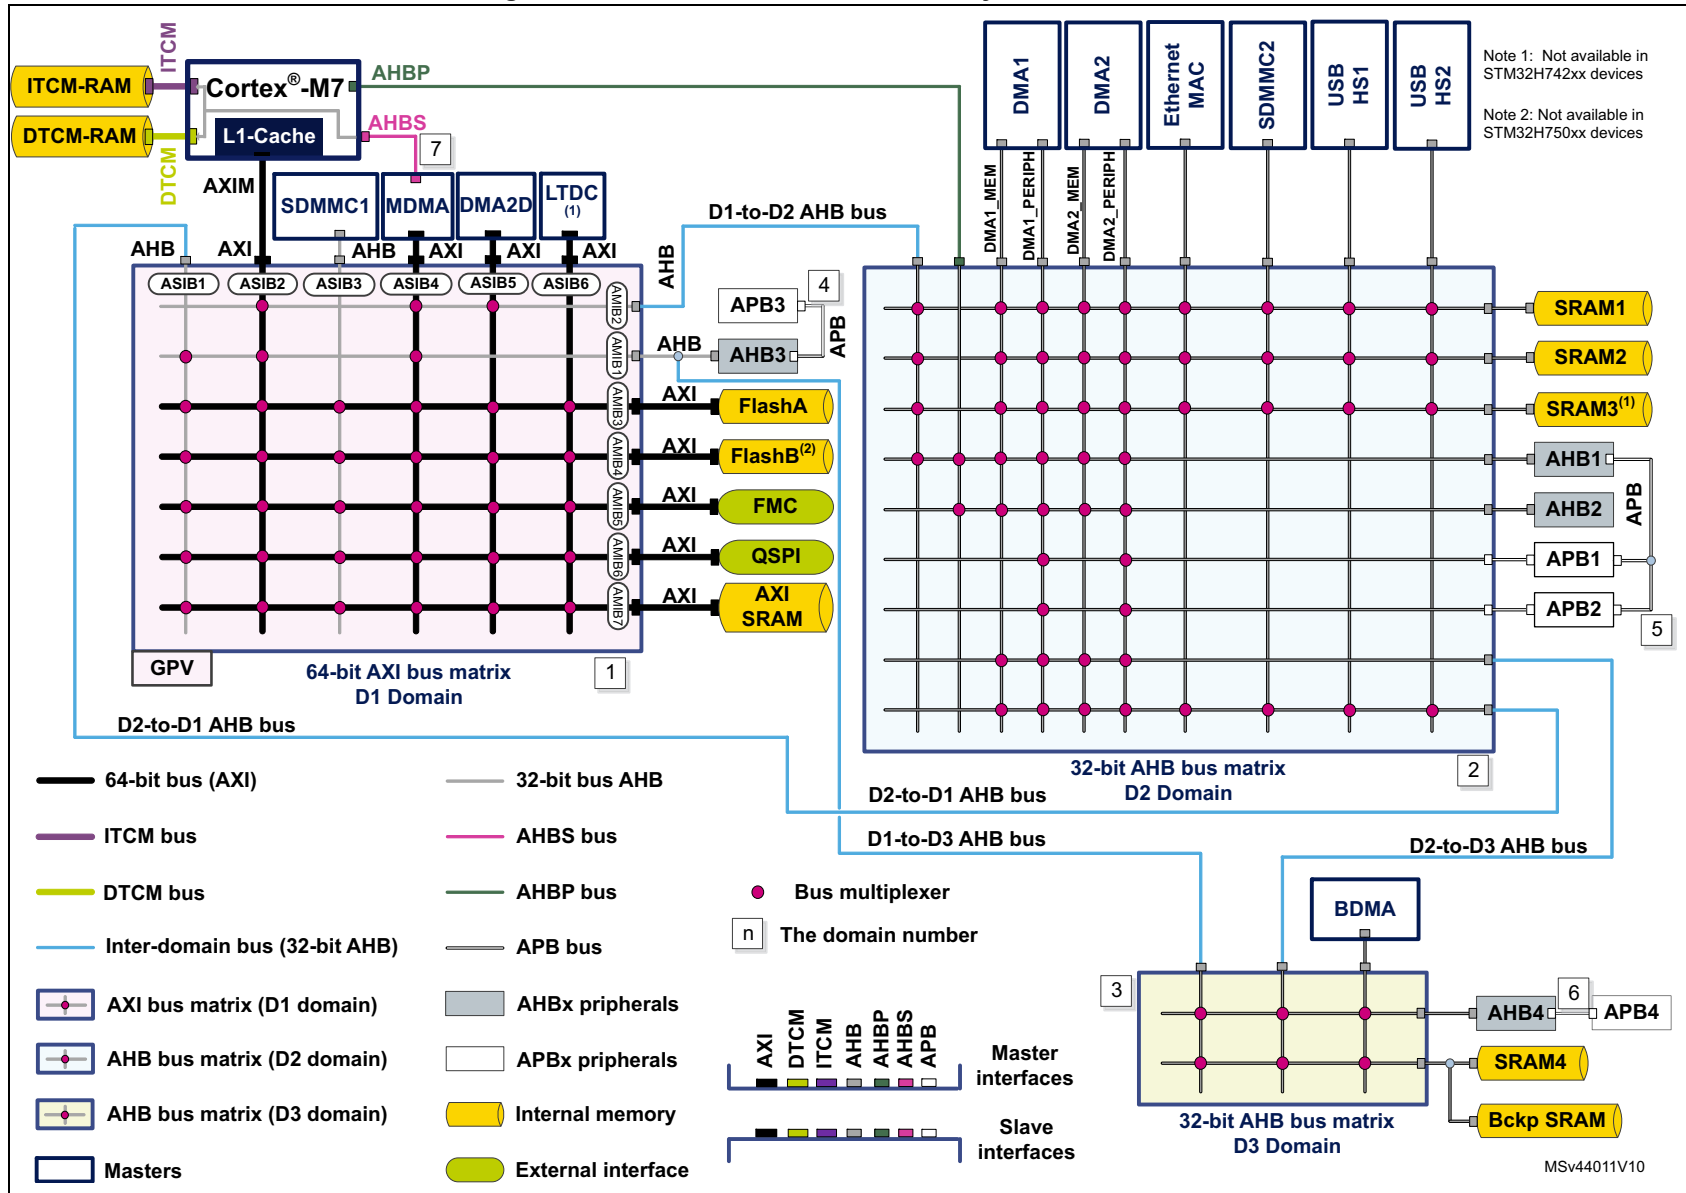 ITCM
ITCM-RAM
DTCM-RAM
DTCM
Cortex®-M7
L1-Cache
AHBP
AHBS
7
AXIM
SDMMC1
MDMA
DMA2D
LTDC
(1)
AHB
AXI
AHB
AXI
AXI
AXI
ASIB1
ASIB2
ASIB3
ASIB4
ASIB5
ASIB6
AMIB2
AMIB1
AMIB3
AMIB4
AMIB5
AMIB6
AMIB7
AHB
D1-to-D2 AHB bus
4
APB3
APB
AHB
AHB3
AXI
FlashA
AXI
FlashB(2)
AXI
FMC
AXI
QSPI
AXI
AXI
SRAM
GPV
64-bit AXI bus matrix
D1 Domain
1
D2-to-D1 AHB bus
DMA1
DMA2
Ethernet
MAC
SDMMC2
USB
HS1
USB
HS2
Note 1: Not available in
STM32H742xx devices
Note 2: Not available in
STM32H750xx devices
DMA1_MEM
DMA1_PERIPH
DMA2_MEM
DMA2_PERIPH
SRAM1
SRAM2
SRAM3(1)
AHB1
AHB2
APB
APB1
APB2
5
32-bit AHB bus matrix
D2 Domain
2
D2-to-D1 AHB bus
D1-to-D3 AHB bus
D2-to-D3 AHB bus
BDMA
3
AHB4
6
APB4
SRAM4
Bckp SRAM
32-bit AHB bus matrix
D3 Domain
64-bit bus (AXI)
32-bit bus AHB
ITCM bus
AHBS bus
DTCM bus
AHBP bus
Inter-domain bus (32-bit AHB)
APB bus
AXI bus matrix (D1 domain)
AHBx pripherals
AHB bus matrix (D2 domain)
APBx pripherals
AHB bus matrix (D3 domain)
Internal memory
Masters
External interface
Bus multiplexer
n
The domain number
AXI
DTCM
ITCM
AHB
AHBP
AHBS
APB
Master
interfaces
Slave
interfaces
MSv44011V10